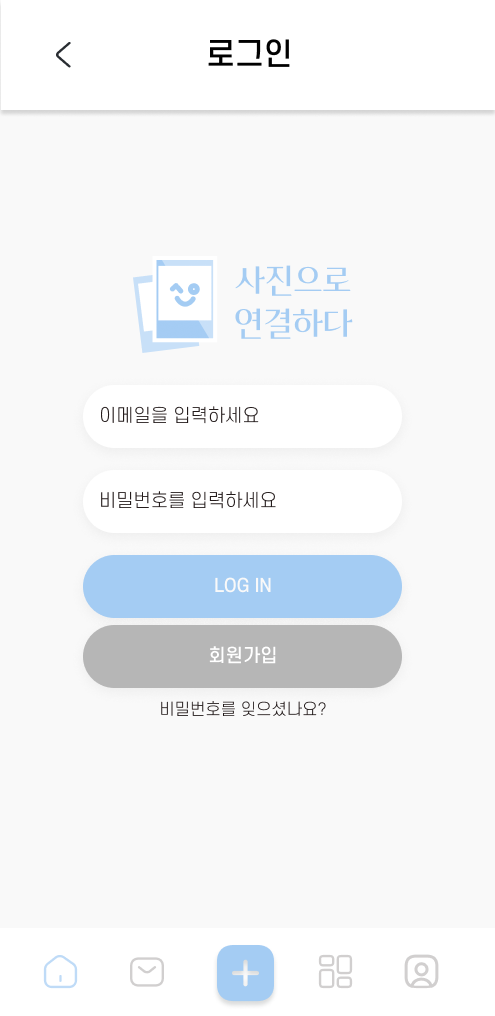 로그인
사진으로
연결하다
이메일을 입력하세요
비밀번호를 입력하세요
LOG IN
회원가입
비밀번호를 잊으셨나요?